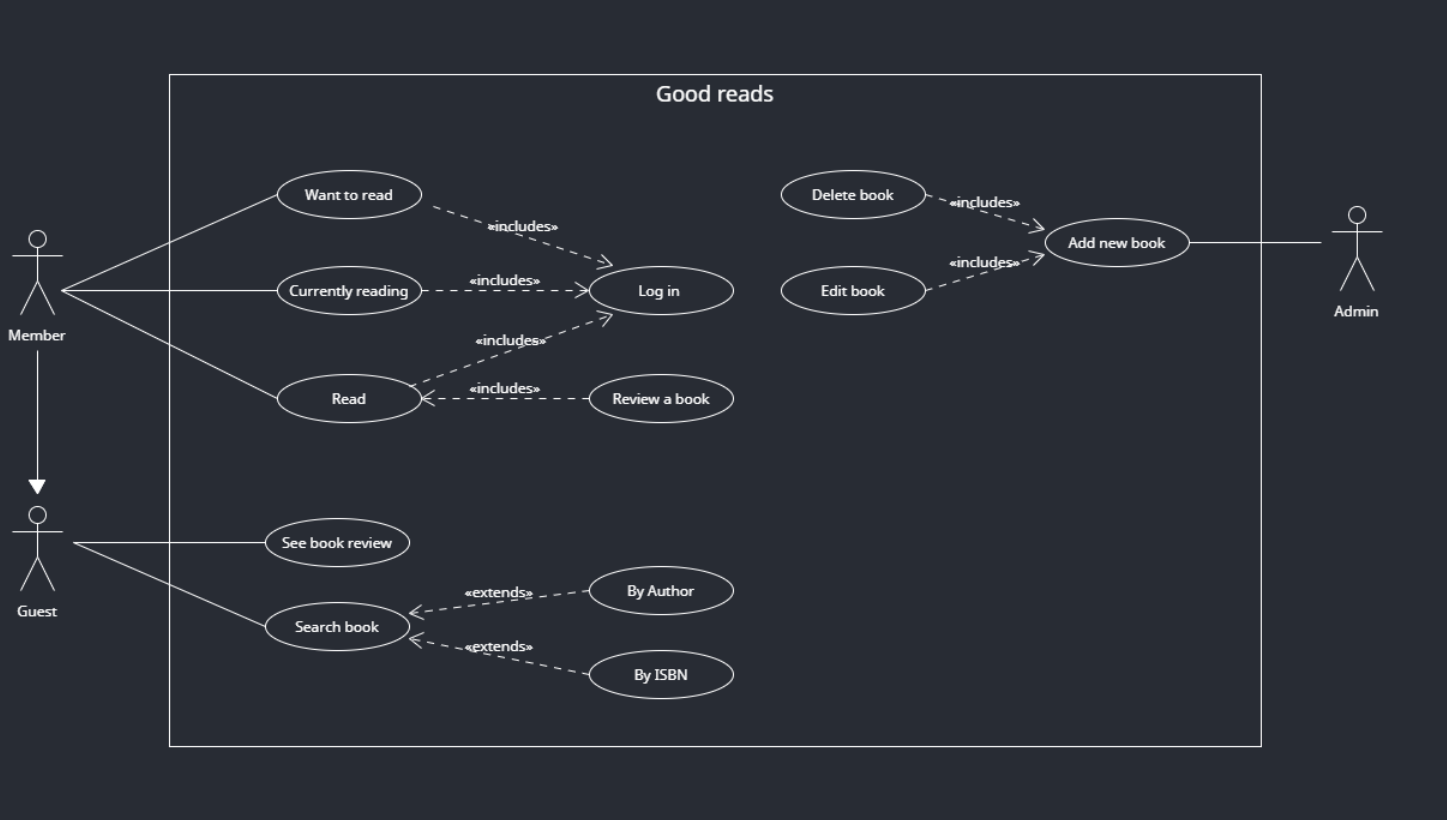 Good reads
Want to read
«includes»
Delete book
«includes»
Add new book
Member
Currently reading
«includes»
Log in
Edit book
«includes»
Admin
«includes»
Read
«includes»
Review a book
See book review
Guest
Search book
«extends»
By Author
«extends»
By ISBN